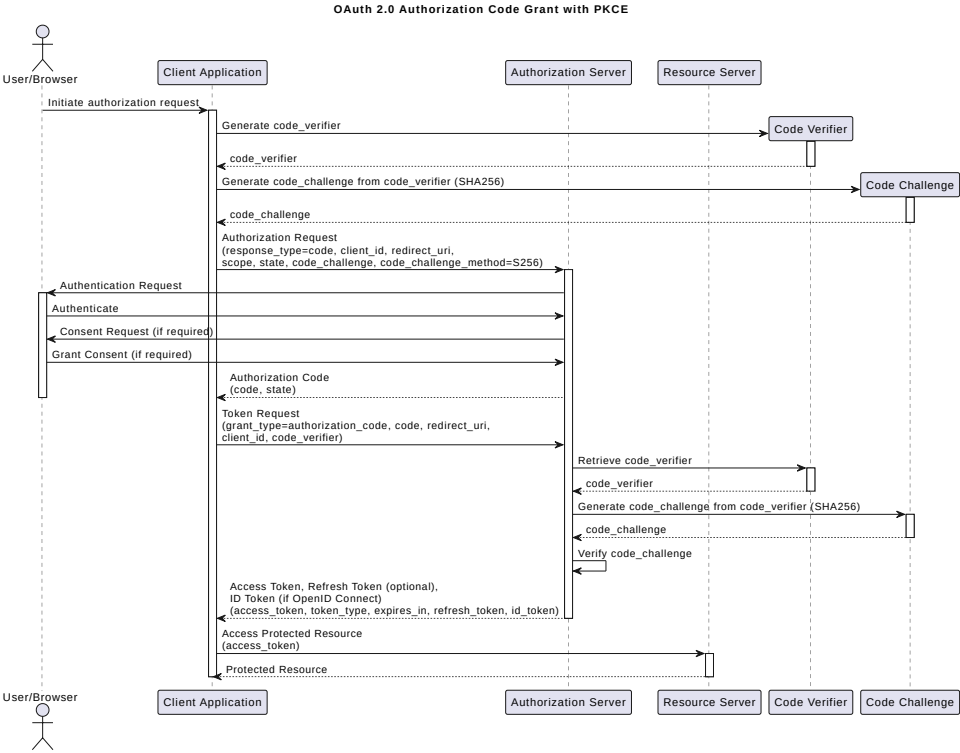 OAuth 2.0 Authorization Code Grant with PKCE
User/Browser
Client Application
Authorization Server
Resource Server
Initiate authorization request
Generate code_verifier
Code Verifier
code_verifier
Generate code_challenge from code_verifier (SHA256)
Code Challenge
code_challenge
Authorization Request
(response_type=code, client_id, redirect_uri,
scope, state, code_challenge, code_challenge_method=S256)
Authentication Request
Authenticate
Consent Request (if required)
Grant Consent (if required)
Authorization Code
(code, state)
Token Request
(grant_type=authorization_code, code, redirect_uri,
client_id, code_verifier)
Retrieve code_verifier
code_verifier
Generate code_challenge from code_verifier (SHA256)
code_challenge
Verify code_challenge
Access Token, Refresh Token (optional),
ID Token (if OpenID Connect)
(access_token, token_type, expires_in, refresh_token, id_token)
Access Protected Resource
(access_token)
Protected Resource
User/Browser
Client Application
Authorization Server
Resource Server
Code Verifier
Code Challenge